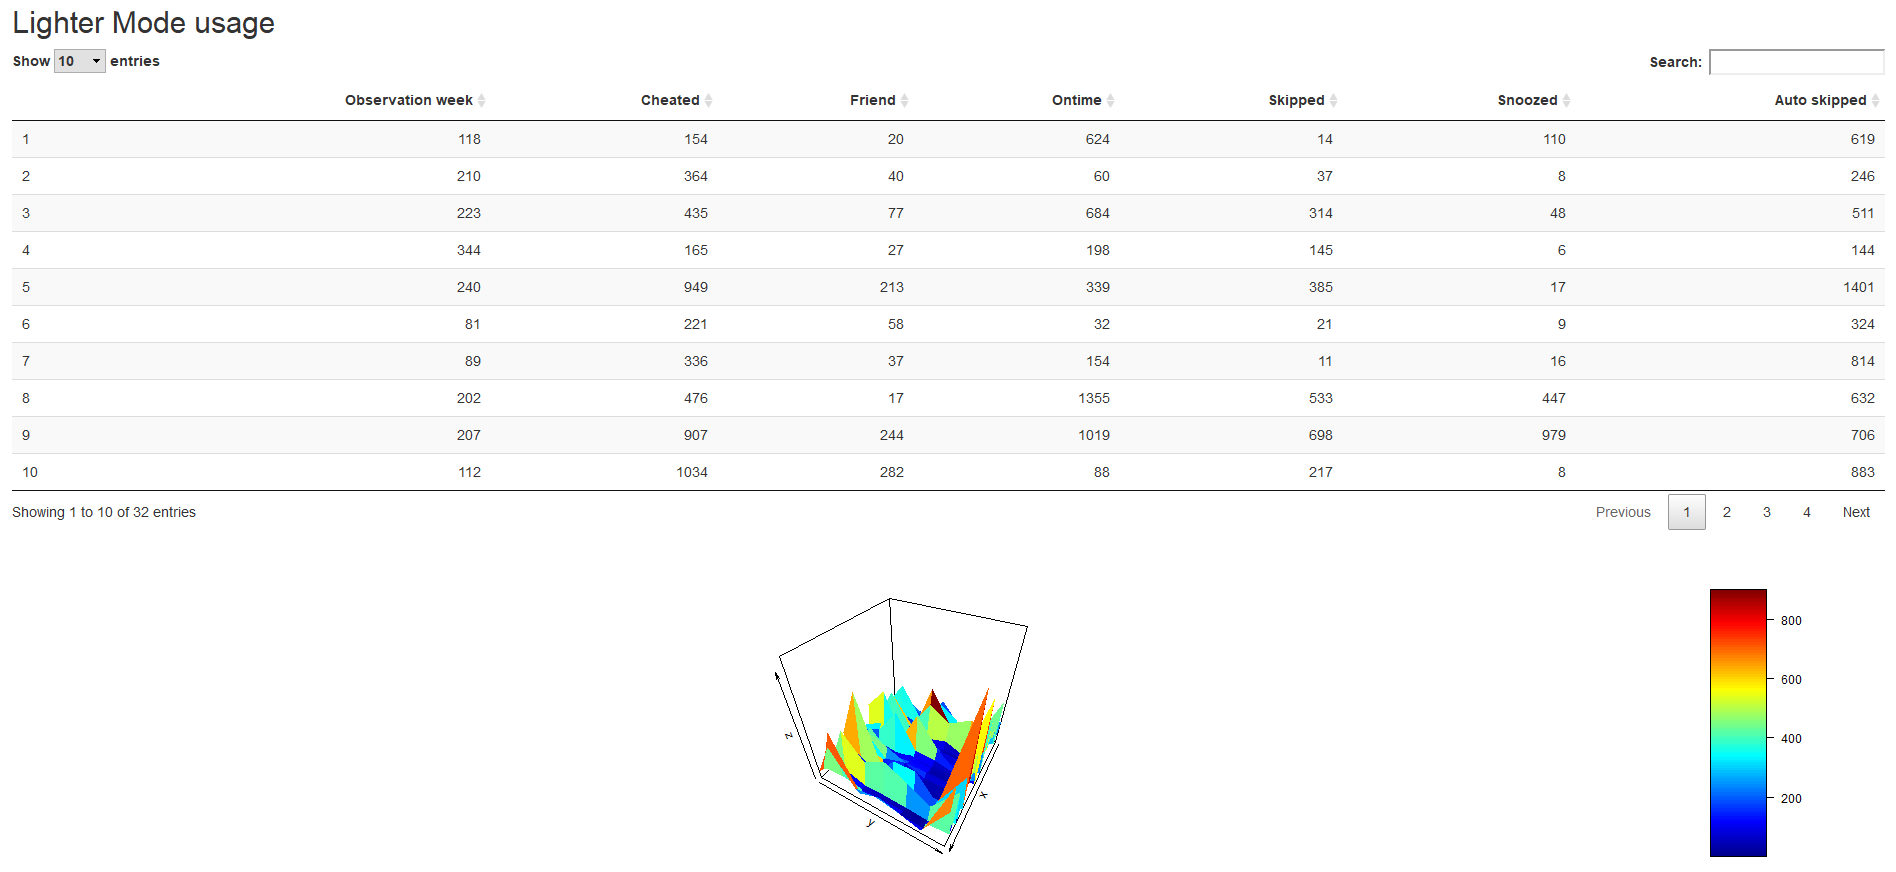 Lighter Mode usage
Show 10 entries Search:
Observation week Cheated Friend Ontime Skipped Snoozed Auto skipped
1 118 154 20 624 14 110 619
2 210 364 40 60 37 8 246
3 223 435 77 684 314 48 511
4 344 165 27 198 145 6 144
5 240 949 213 339 385 17 1401
6 81 221 58 32 21 9 324
7 89 336 37 154 11 16 814
8 202 476 17 1355 533 447 632
9 207 907 244 1019 698 979 706
10 112 1034 282 88 217 8 883
Showing 1 to 10 of 32 entries Previous 1 2 3 4 Next
z
y
x
800
600
400
200